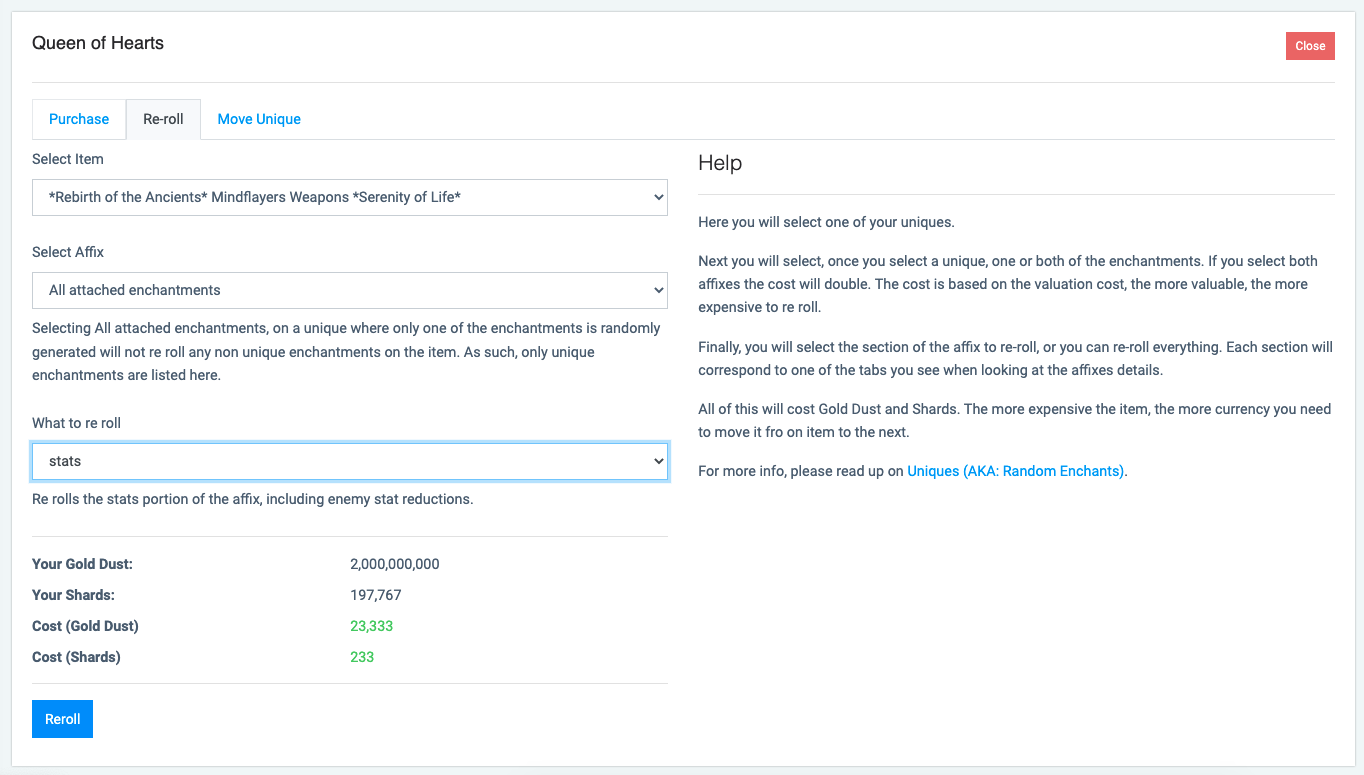 Queen of Hearts
Close
Purchase
Re-roll
Move Unique
Select Item
*Rebirth of the Ancients* Mindflayers Weapons *Serenity of Life*
Select Affix
All attached enchantments
Selecting All attached enchantments, on a unique where only one of the enchantments is randomly
generated will not re roll any non unique enchantments on the item. As such, only unique
enchantments are listed here.
What to re roll
stats
Re rolls the stats portion of the affix, including enemy stat reductions.
Your Gold Dust: 2,000,000,000
Your Shards: 197,767
Cost (Gold Dust) 23,333
Cost (Shards) 233
Reroll
Help
Here you will select one of your uniques.
Next you will select, once you select a unique, one or both of the enchantments. If you select both
affixes the cost will double. The cost is based on the valuation cost, the more valuable, the more
expensive to re roll.
Finally, you will select the section of the affix to re-roll, or you can re-roll everything. Each section will
correspond to one of the tabs you see when looking at the affixes details.
All of this will cost Gold Dust and Shards. The more expensive the item, the more currency you need
to move it fro on item to the next.
For more info, please read up on Uniques (AKA: Random Enchants).